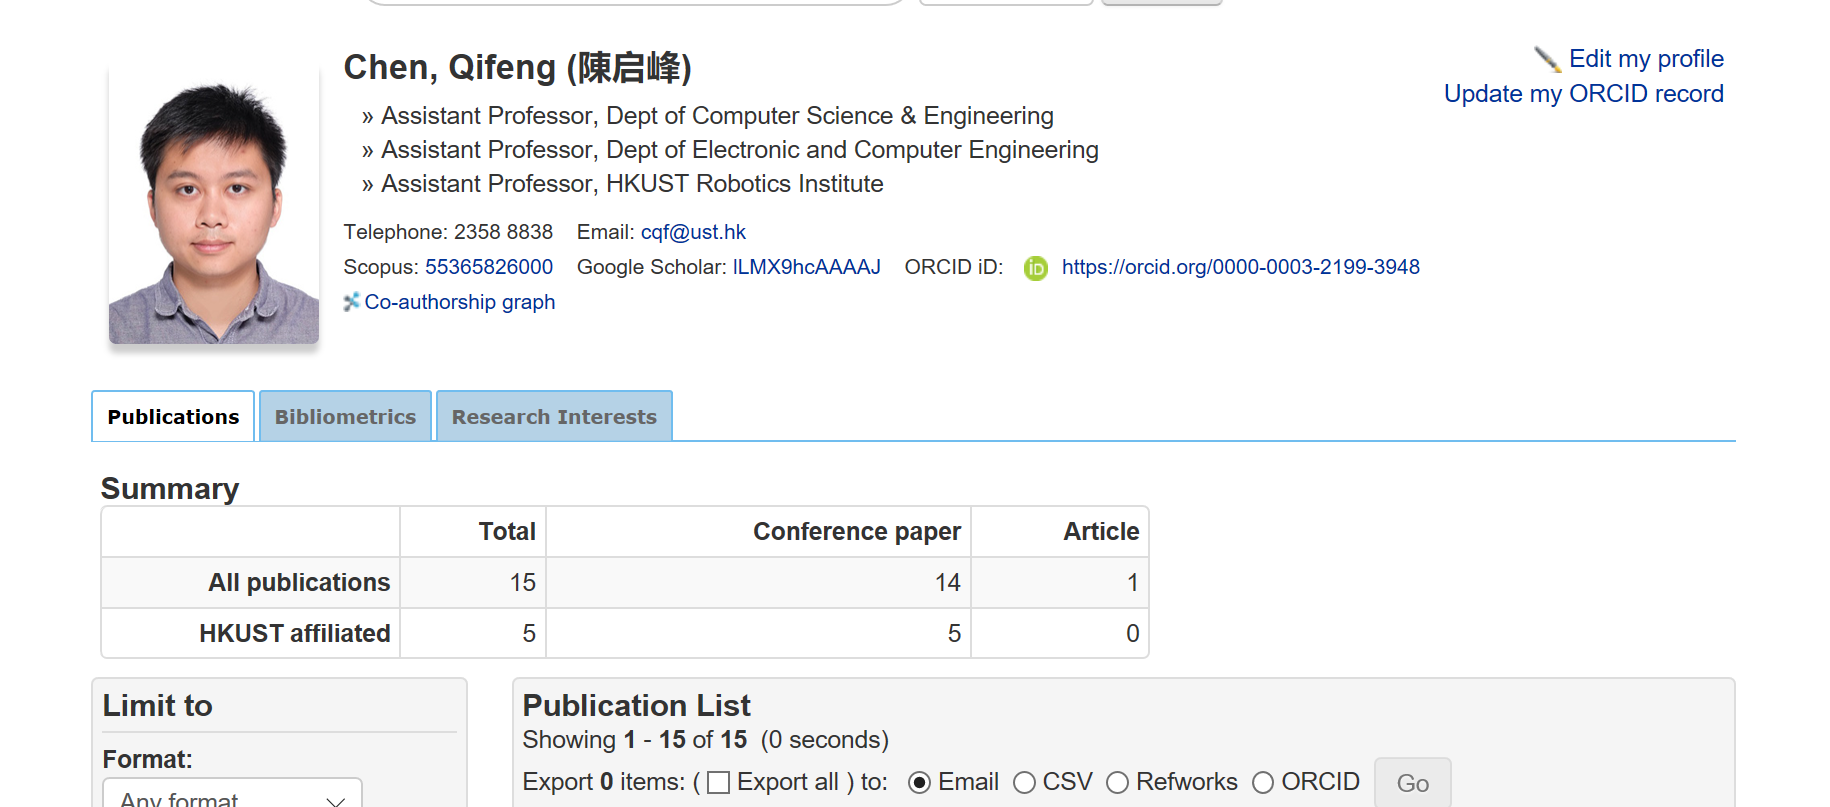 Chen, Qifeng (陳启峰)
Edit my profile
Update my ORCID record
» Assistant Professor, Dept of Computer Science & Engineering
» Assistant Professor, Dept of Electronic and Computer Engineering
» Assistant Professor, HKUST Robotics Institute
Telephone: 2358 8838 Email: cqf@ust.hk
Scopus: 55365826000 Google Scholar: lLMX9hcAAAAJ ORCID iD: iD https://orcid.org/0000-0003-2199-3948
Co-authorship graph
Publications Bibliometrics Research Interests
Summary
Total Conference paper Article
All publications 15 14 1
HKUST affiliated 5 5 0
Limit to
Format:
Any format
Publication List
Showing 1 - 15 of 15 (0 seconds)
Export 0 items: ( Export all ) to: Email CSV Refworks ORCID Go